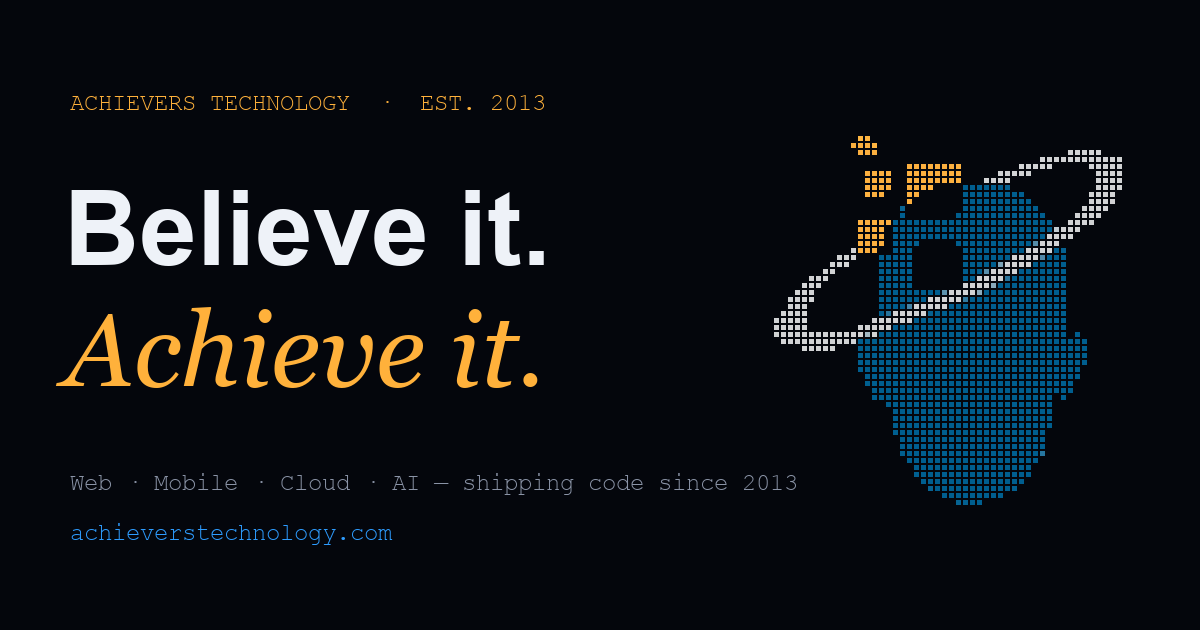 ACHIEVERS TECHNOLOGY · EST. 2013
Believe it.
Achieve it.
Web · Mobile · Cloud · AI — shipping code since 2013
achieverstechnology.com